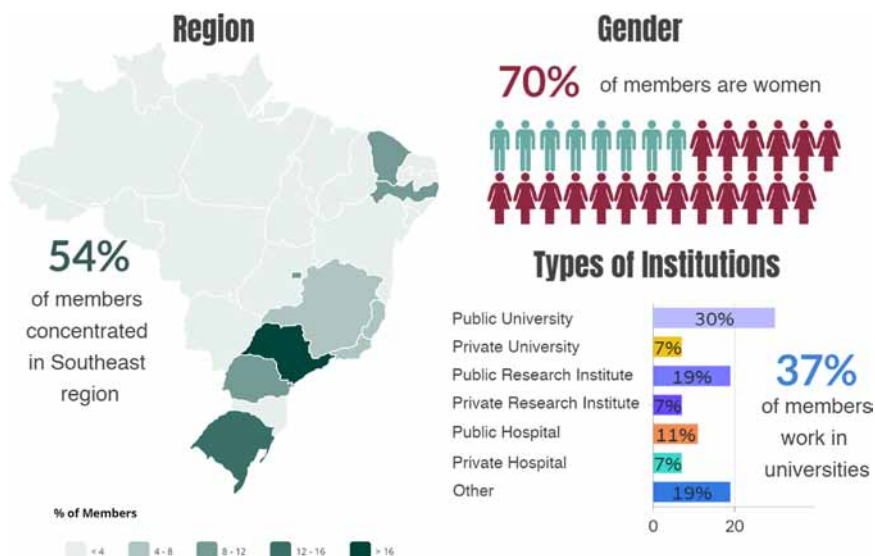 Region
54%
of members
concentrated
in Southeast
region
% of Members
< 4
4 - 8
8 - 12
12 - 16
> 16
Gender
70% of members are women
Types of Institutions
Public University 30%
Private University 7%
Public Research Institute 19%
Private Research Institute 7%
Public Hospital 11%
Private Hospital 7%
Other 19%
0 20
37%
of members
work in
universities